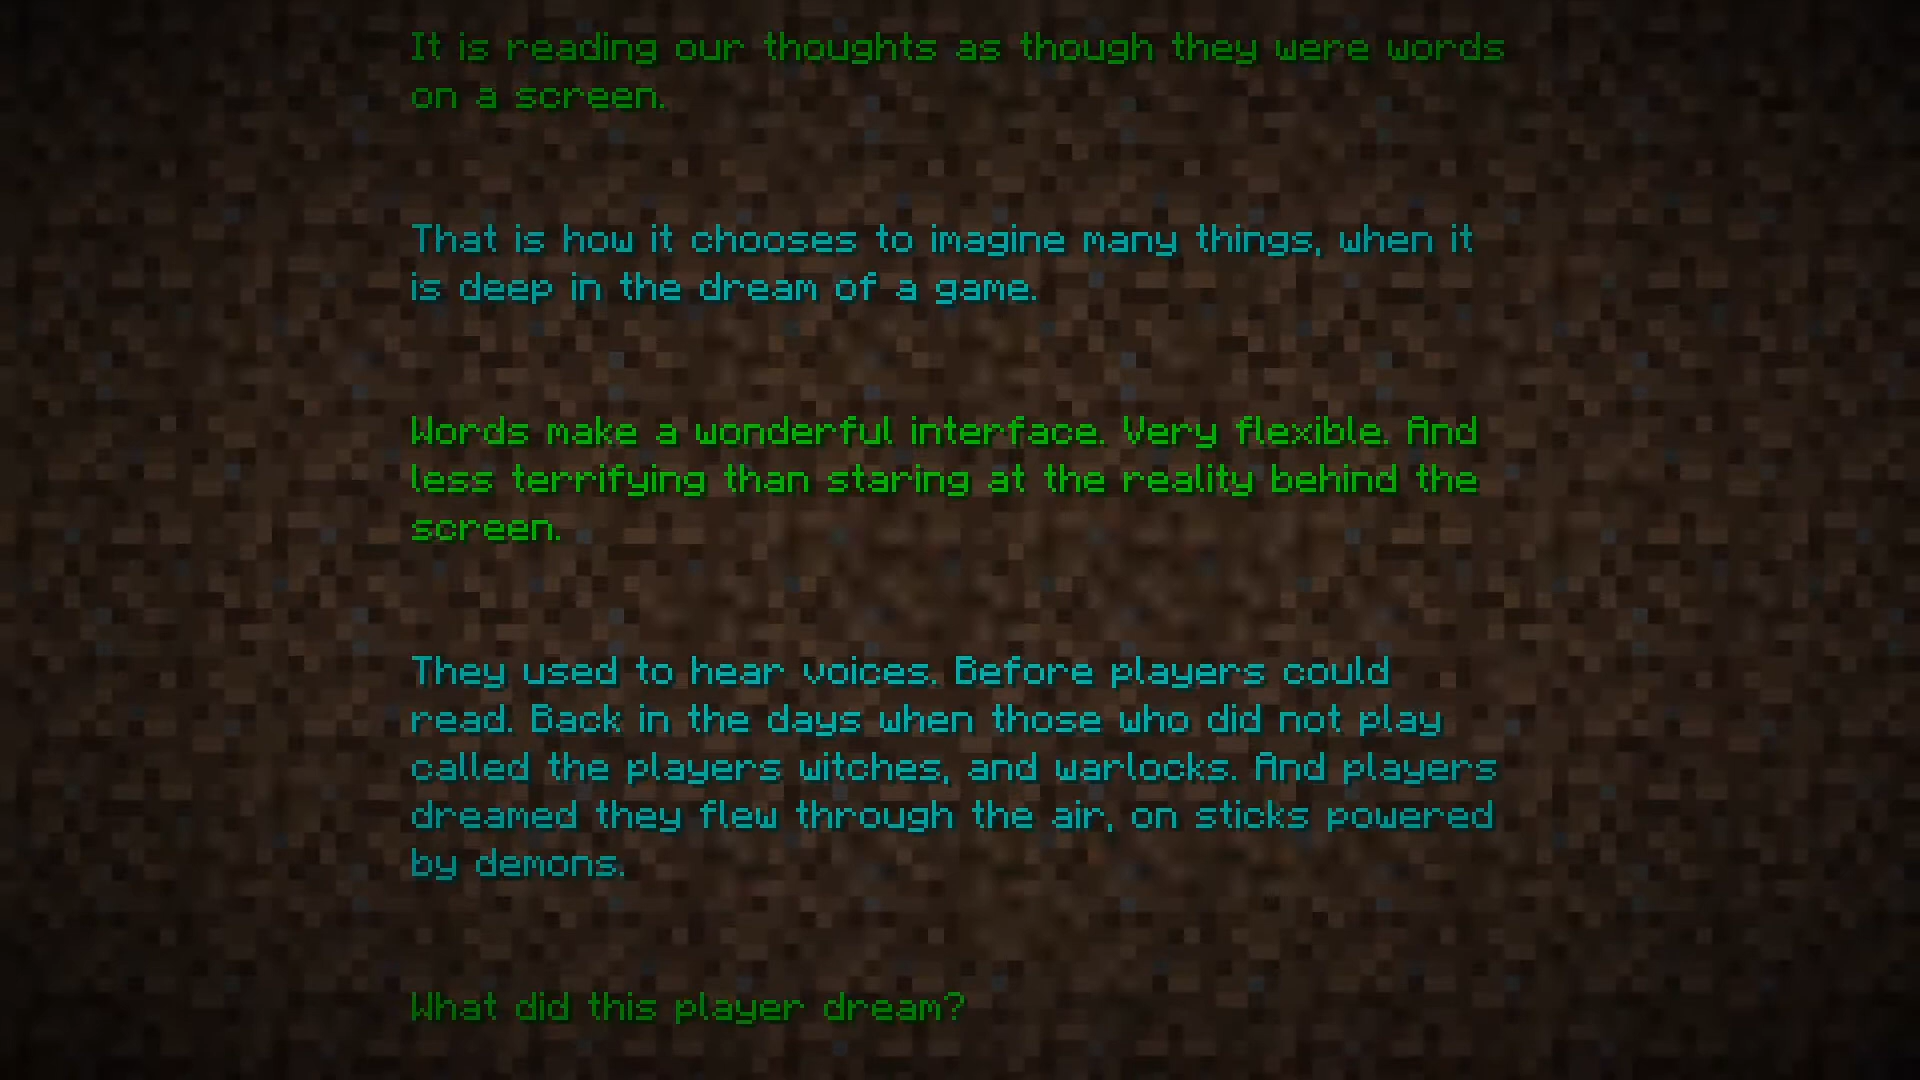 It is reading our thoughts as though they were words
on a screen.
That is how it chooses to imagine many things, when it
is deep in the dream of a game.
Words make a wonderful interface. Very flexible. And
less terrifying than staring at the reality behind the
screen.
They used to hear voices. Before players could
read. Back in the days when those who did not play
called the players witches, and warlocks. And players
dreamed they flew through the air, on sticks powered
by demons.
What did this player dream?